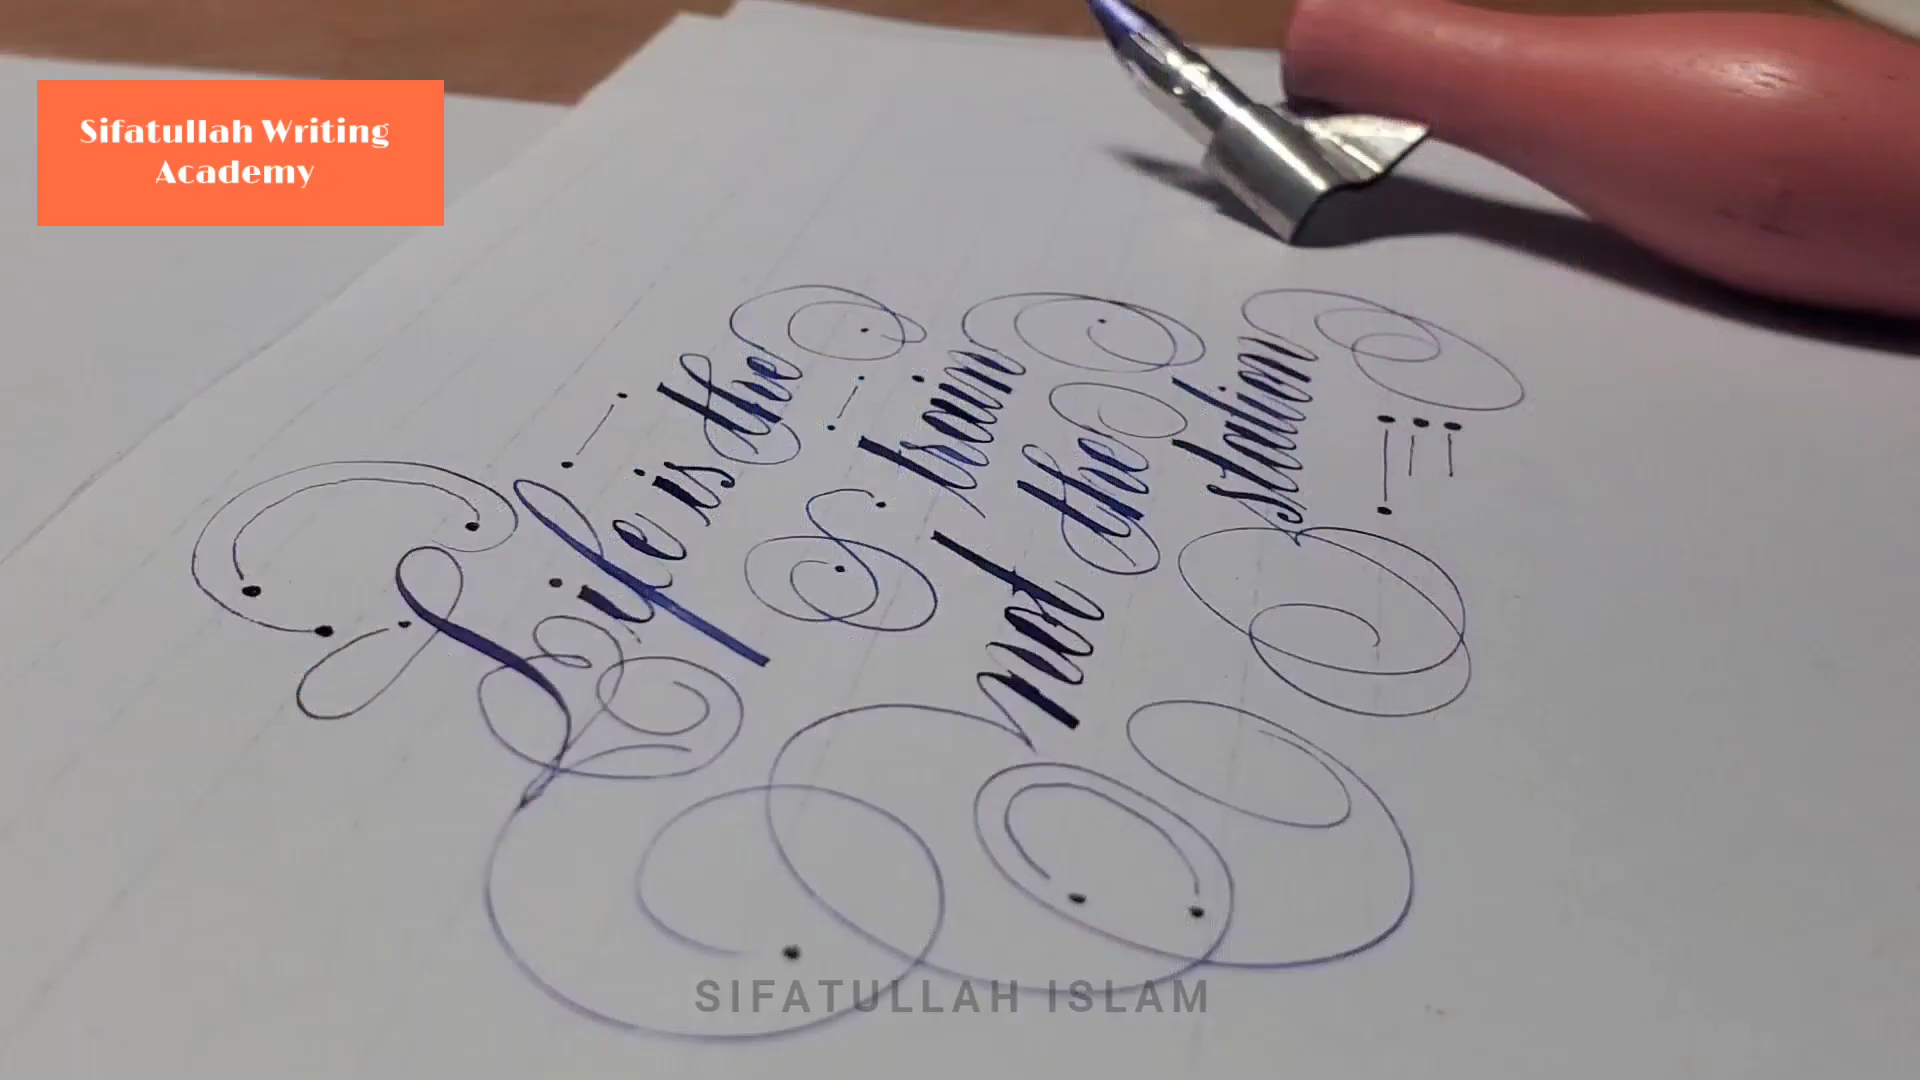 Sifatullah Writing
Academy
Life is the
train
not the
station
SIFATULLAH ISLAM